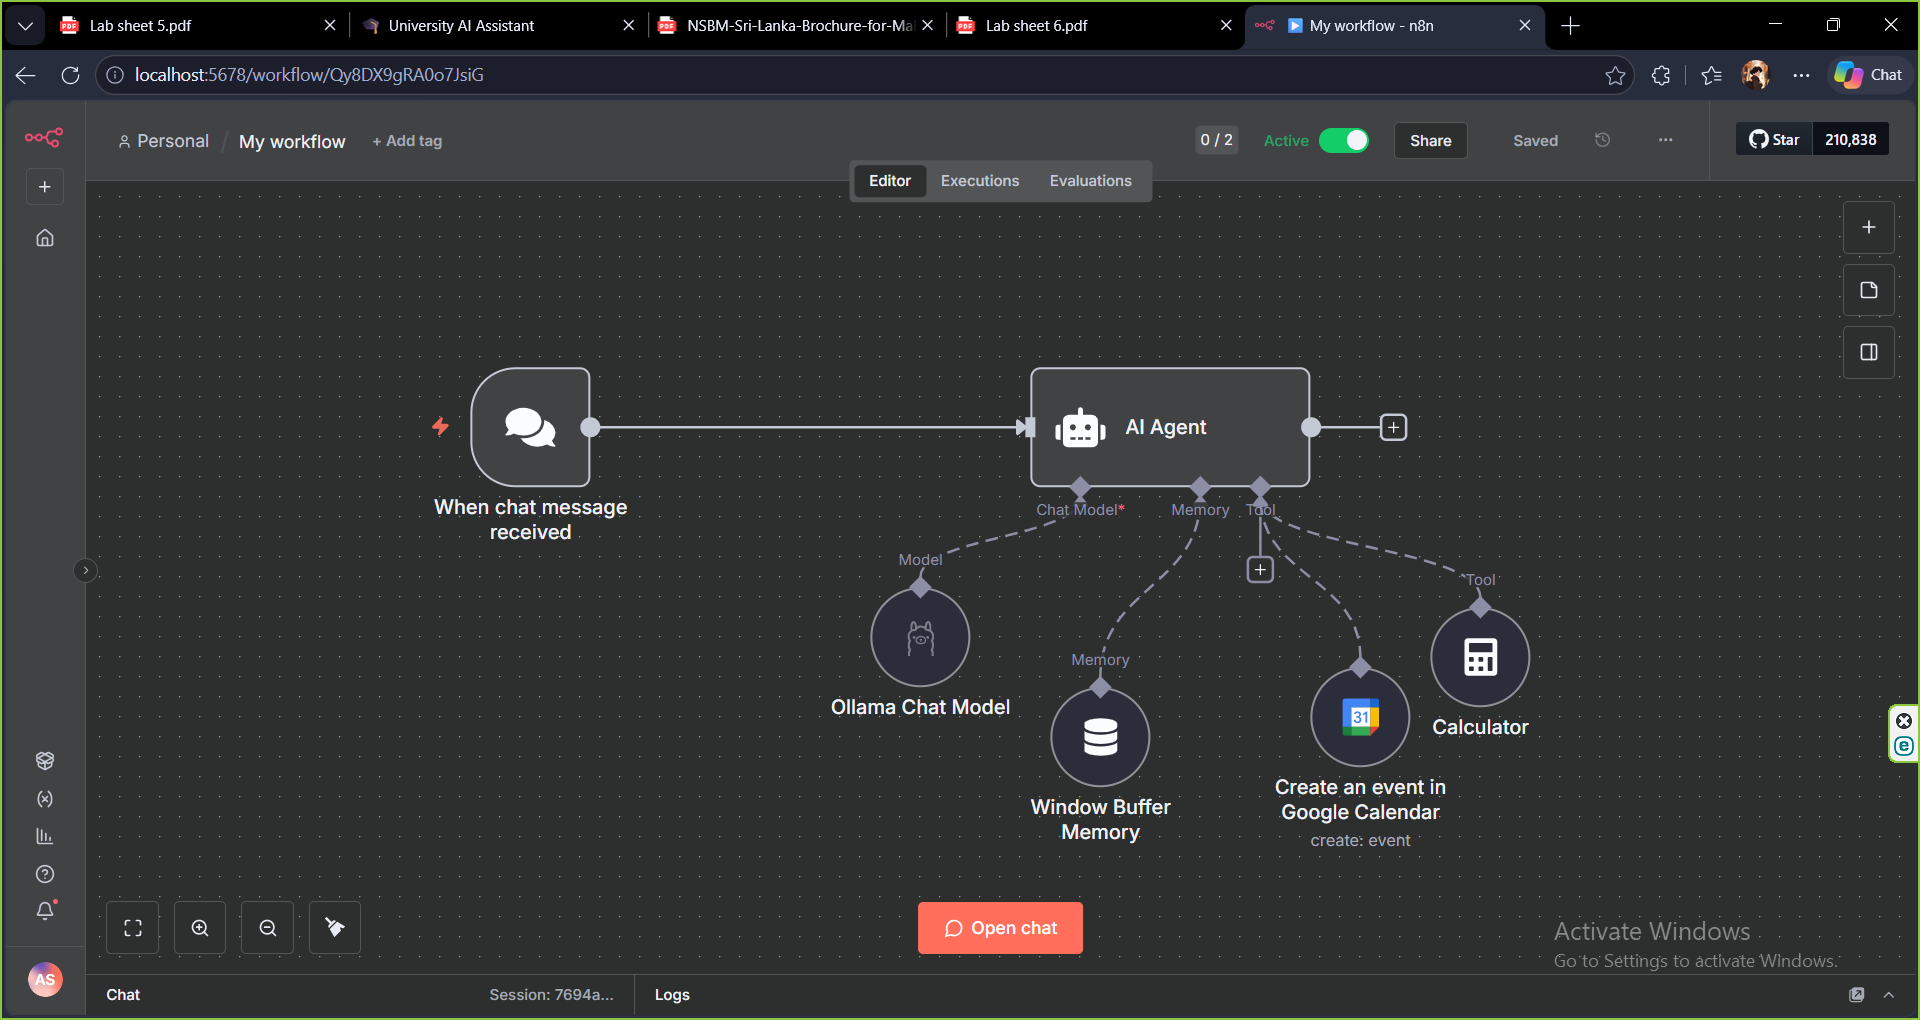 Lab sheet 5.pdf
University AI Assistant
NSBM-Sri-Lanka-Brochure-for-Ma
Lab sheet 6.pdf
My workflow - n8n
localhost:5678/workflow/Qy8DX9gRA0o7JsiG
Chat
Personal / My workflow + Add tag
0 / 2
Active
Share
Saved
Star 210,838
Editor
Executions
Evaluations
AI Agent
When chat message
received
Chat Model*
Memory
Tool
Model
Tool
Memory
Ollama Chat Model
Calculator
31
Create an event in
Google Calendar
create: event
Window Buffer
Memory
Open chat
Activate Windows
Go to Settings to activate Windows.
AS
Chat
Session: 7694a...
Logs